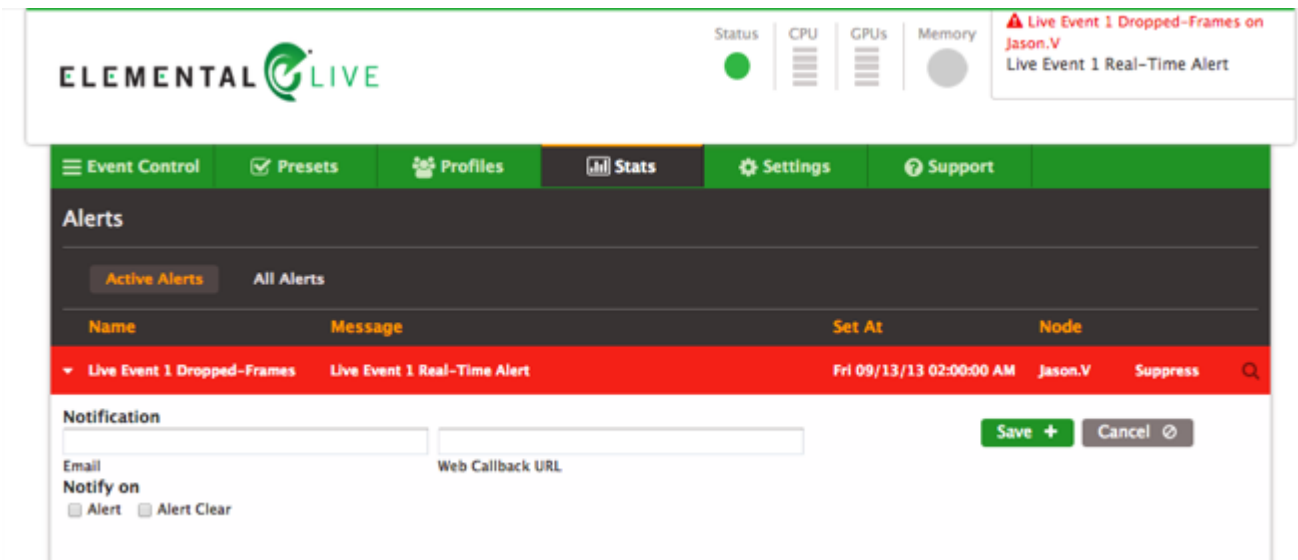 ELEMENTAL LIVE
Status CPU GPUs Memory
Live Event 1 Dropped-Frames on
Jason.V
Live Event 1 Real-Time Alert
Event Control Presets Profiles Stats Settings Support
Alerts
Active Alerts All Alerts
Name Message Set At Node
Live Event 1 Dropped-Frames Live Event 1 Real-Time Alert Fri 09/13/13 02:00:00 AM Jason.V Suppress
Notification
Save + Cancel
Email Web Callback URL
Notify on
Alert Alert Clear